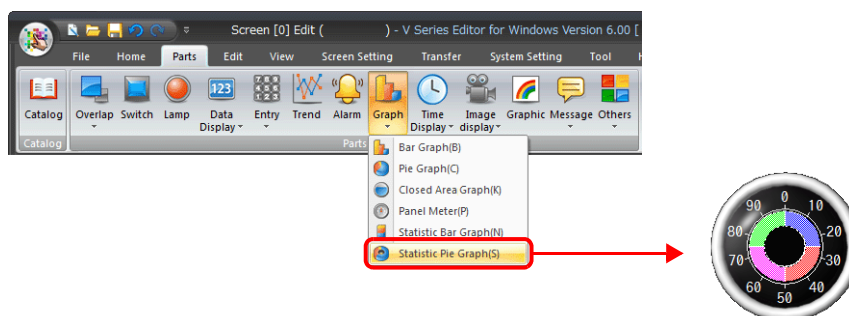 Screen [0] Edit (            ) - V Series Editor for Windows Version 6.00 [
File Home Parts Edit View Screen Setting Transfer System Setting Tool
Catalog Overlap Switch Lamp Data Display Entry Trend Alarm Graph Time Display Image display Graphic Message Others
Catalog Parts
Bar Graph(B)
Pie Graph(C)
Closed Area Graph(K)
Panel Meter(P)
Statistic Bar Graph(N)
Statistic Pie Graph(S)
0
10
20
30
40
50
60
70
80
90
123